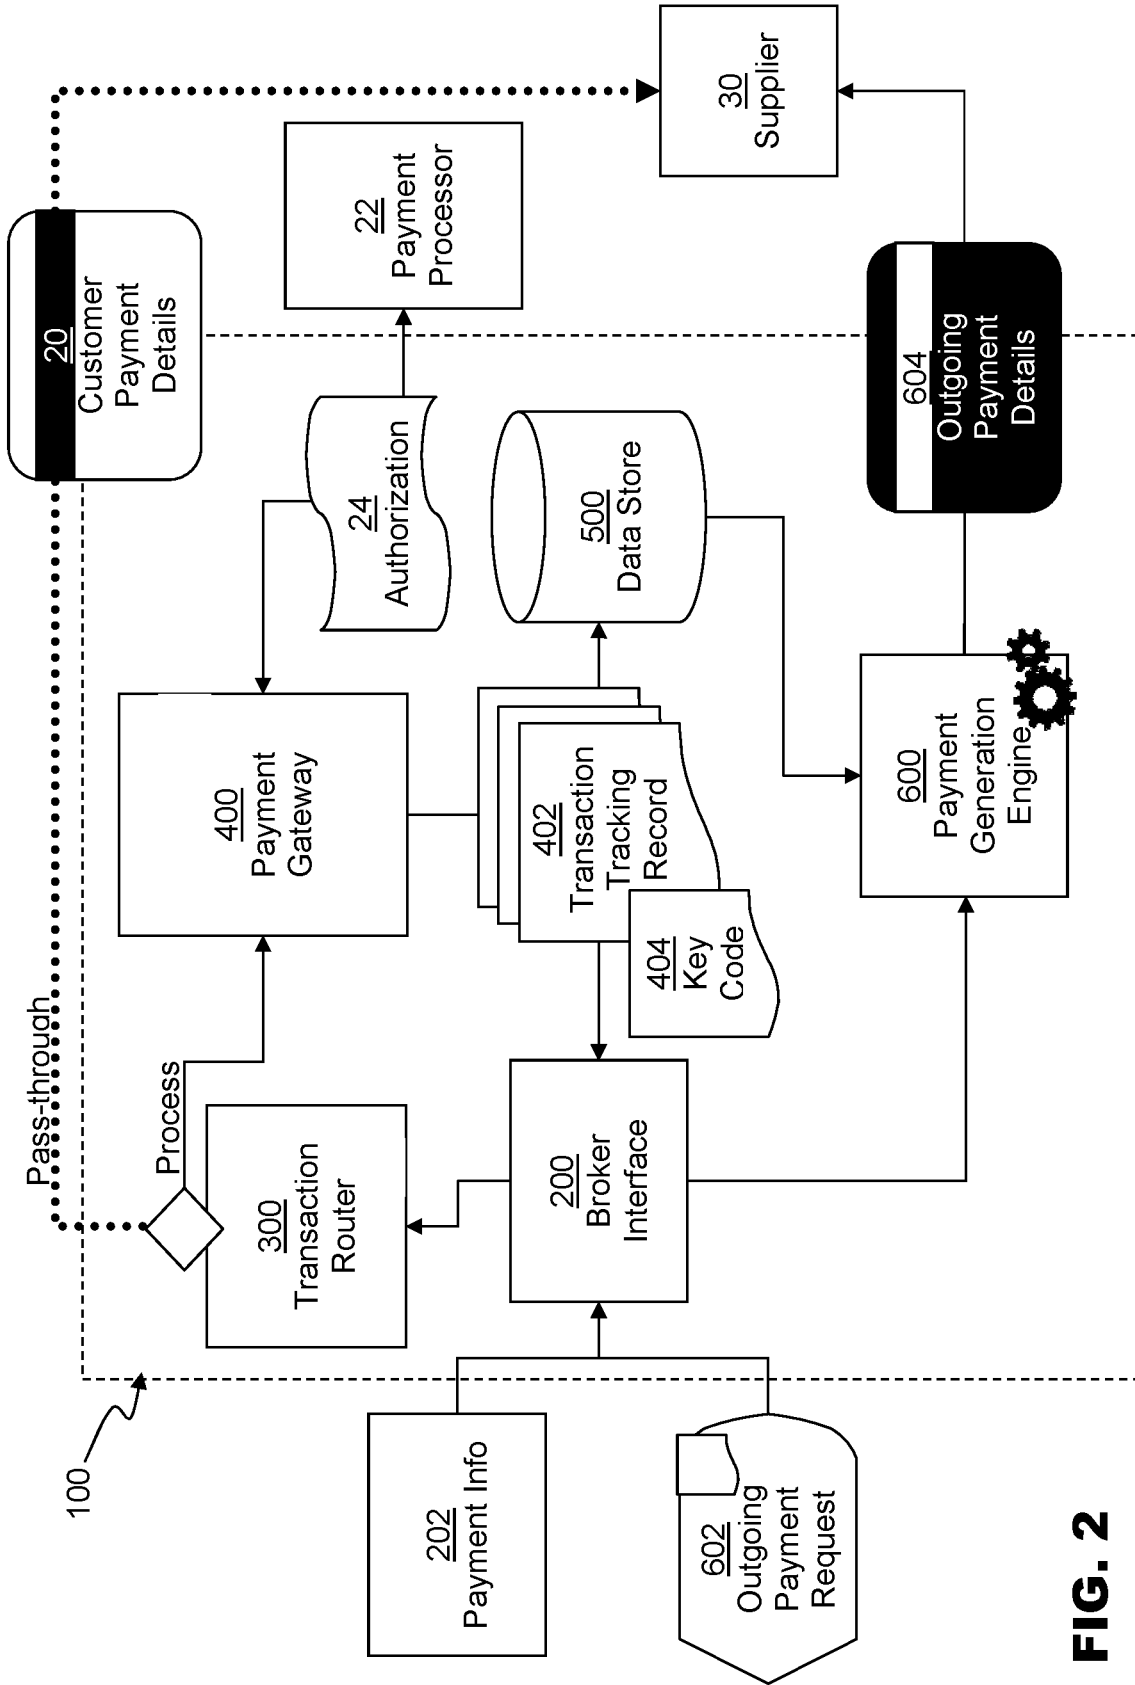 100
Pass-through
Process
20
Customer
Payment
Details
202
Payment Info
300
Transaction
Router
400
Payment
Gateway
24
Authorization
22
Payment
Processor
602
Outgoing
Payment
Request
200
Broker
Interface
402
Transaction
Tracking
Record
404
Key
Code
500
Data Store
30
Supplier
600
Payment
Generation
Engine
604
Outgoing
Payment
Details
FIG. 2